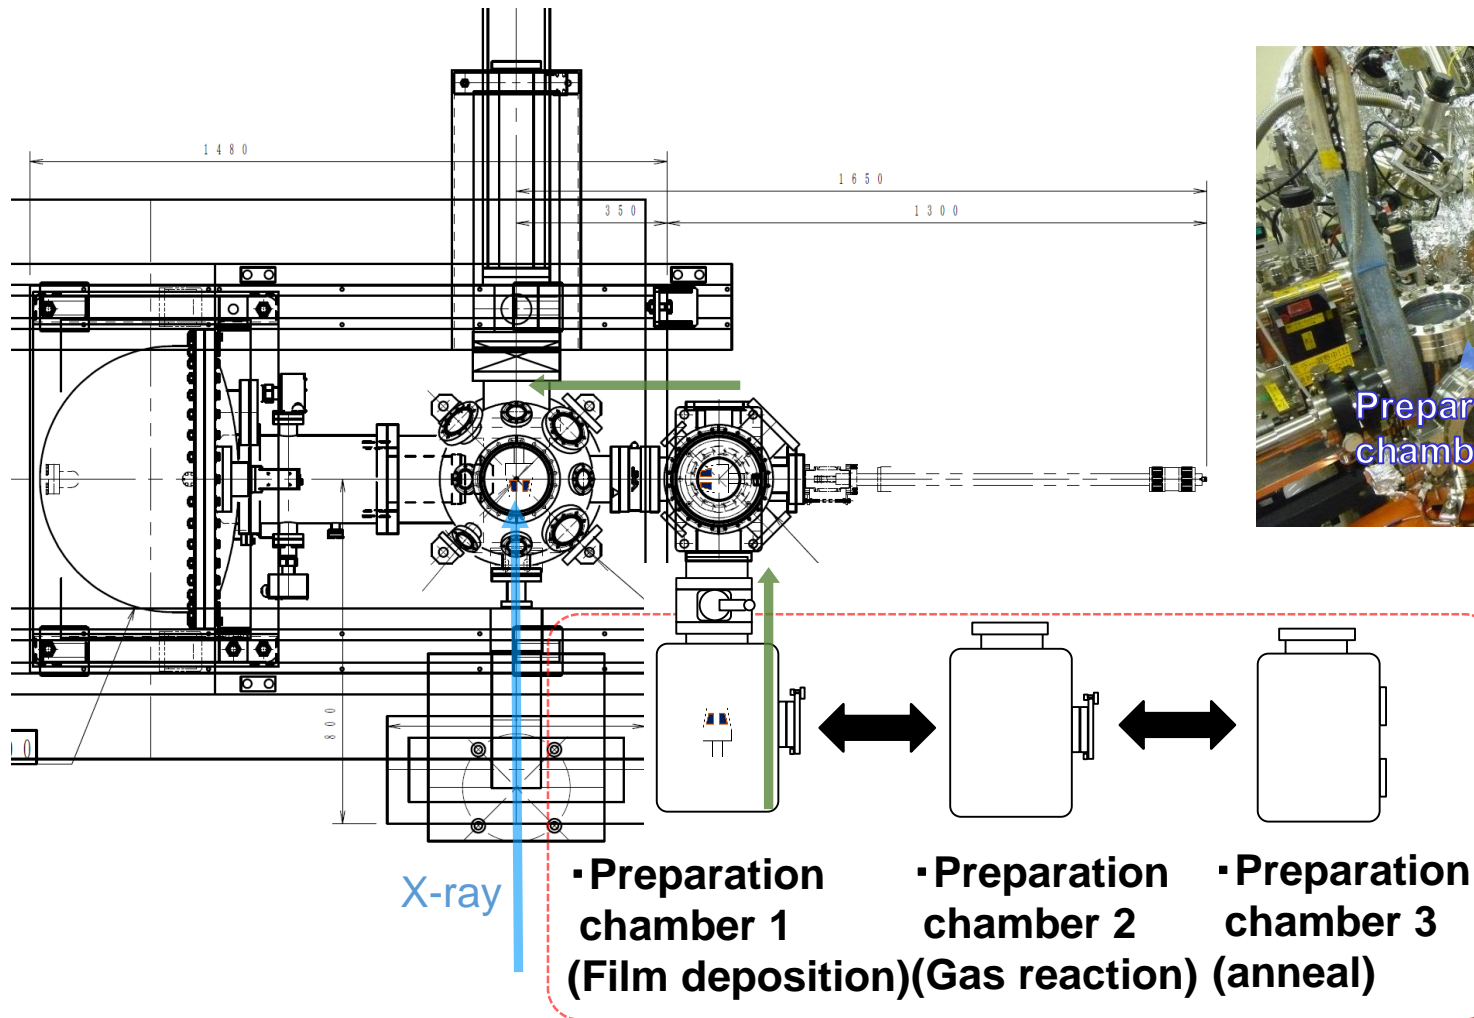 1480
1650
350
1300
Prepar
chamb
800
00
X-ray
・Preparation
chamber 1
(Film deposition)
・Preparation
chamber 2
(Gas reaction)
・Preparation
chamber 3
(anneal)